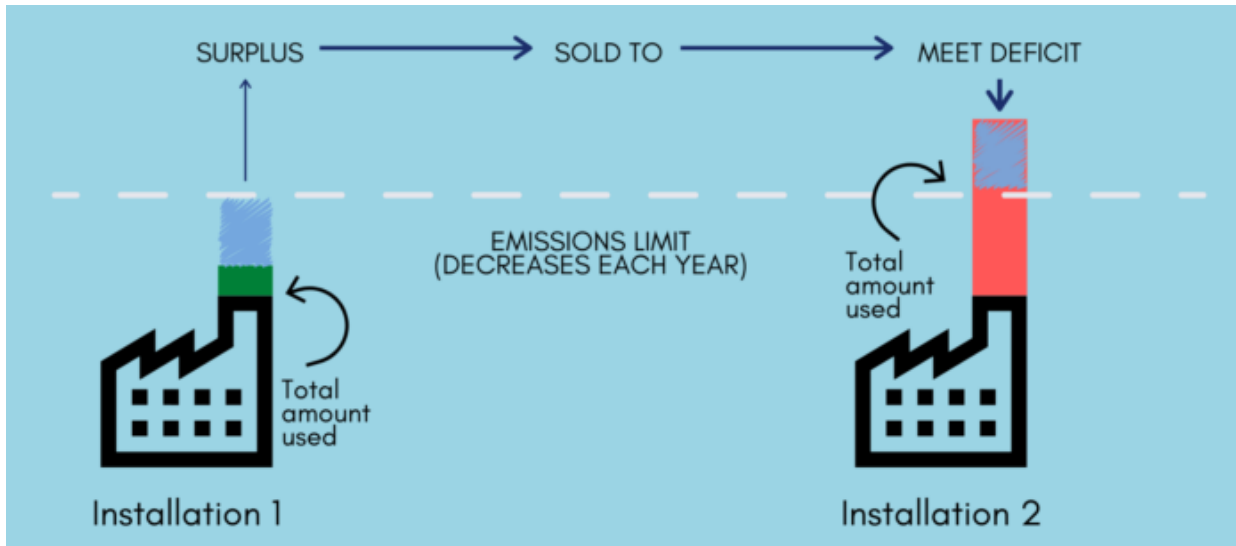 SURPLUS
SOLD TO
MEET DEFICIT
EMISSIONS LIMIT
(DECREASES EACH YEAR)
Total
amount
used
Total
amount
used
Installation 1
Installation 2